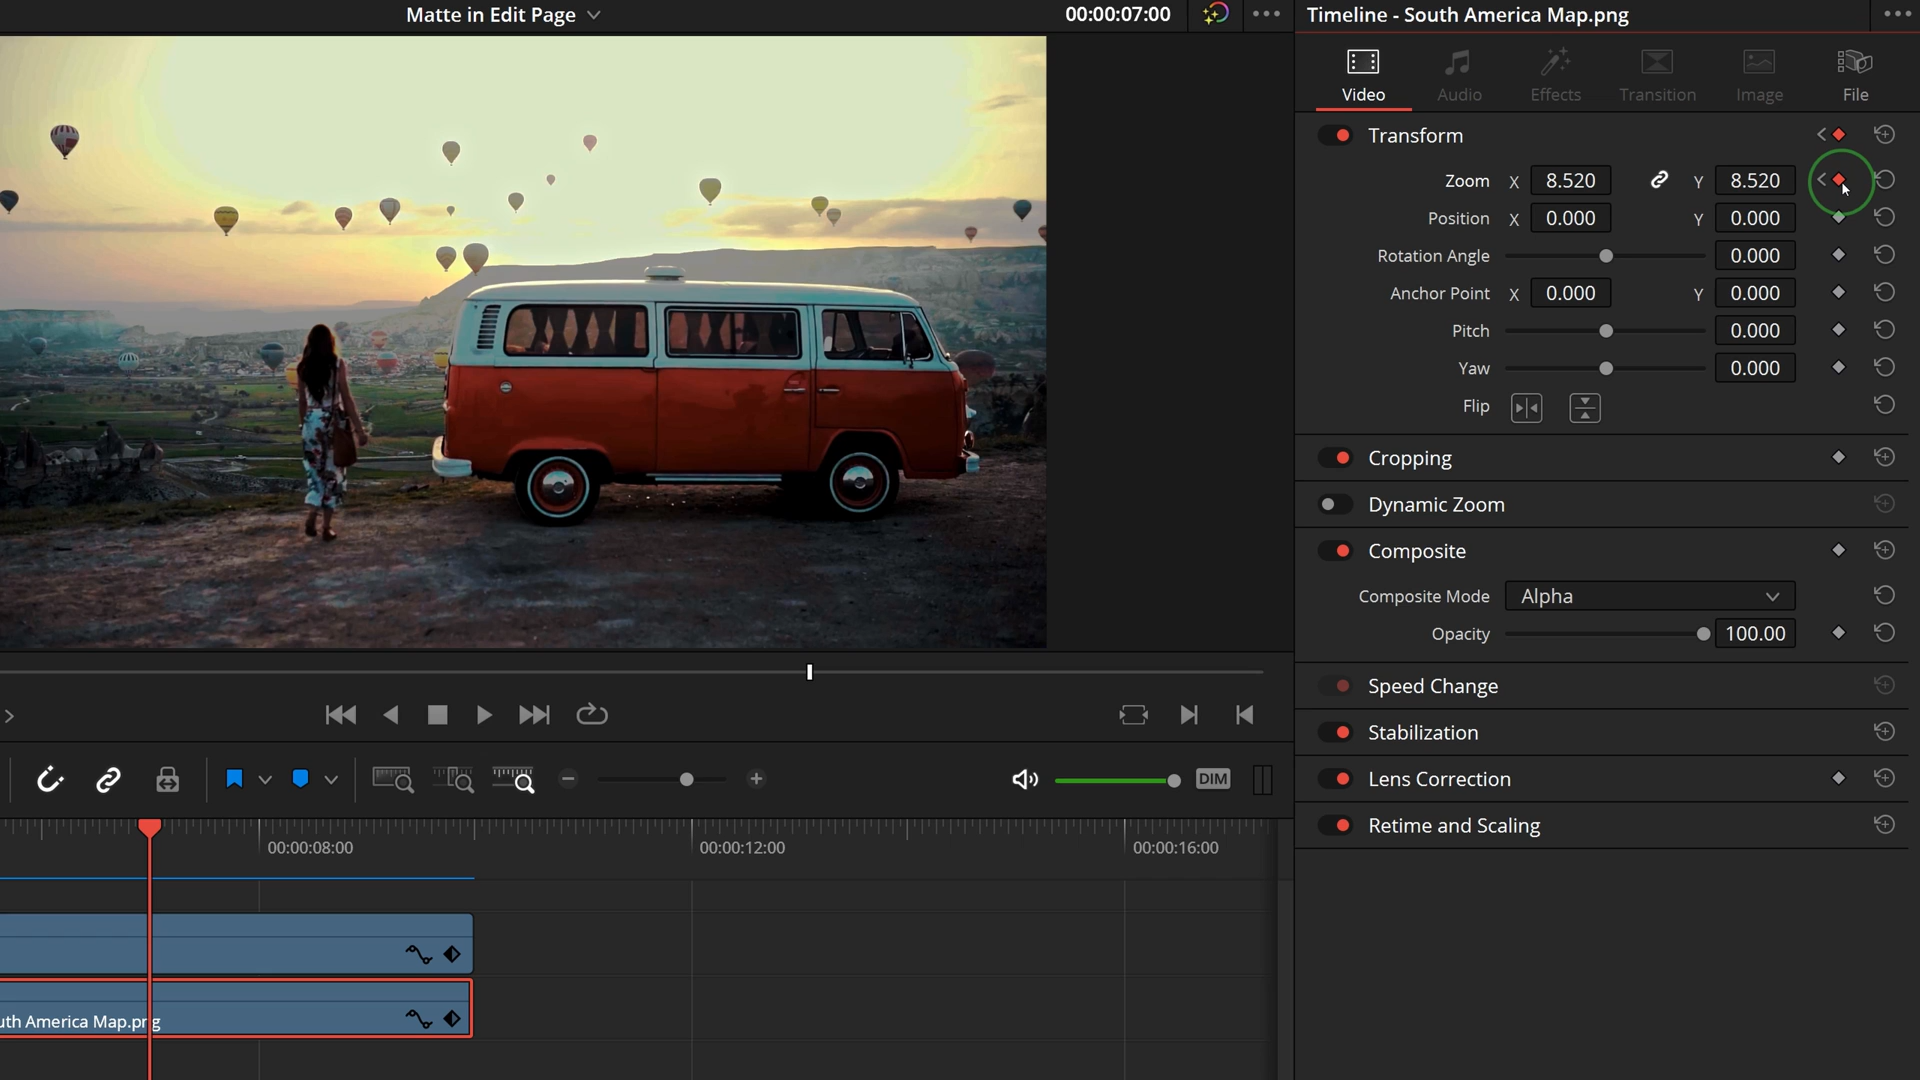 Matte in Edit Page
00:00:07:00
Timeline - South America Map.png
Video
Audio
Effects
Transition
Image
File
Transform
Zoom X 8.520 Y 8.520
Position X 0.000 Y 0.000
Rotation Angle 0.000
Anchor Point X 0.000 Y 0.000
Pitch 0.000
Yaw 0.000
Flip
Cropping
Dynamic Zoom
Composite
Composite Mode Alpha
Opacity 100.00
Speed Change
Stabilization
Lens Correction
Retime and Scaling
DIM
00:00:08:00
00:00:12:00
00:00:16:00
uth America Map.png